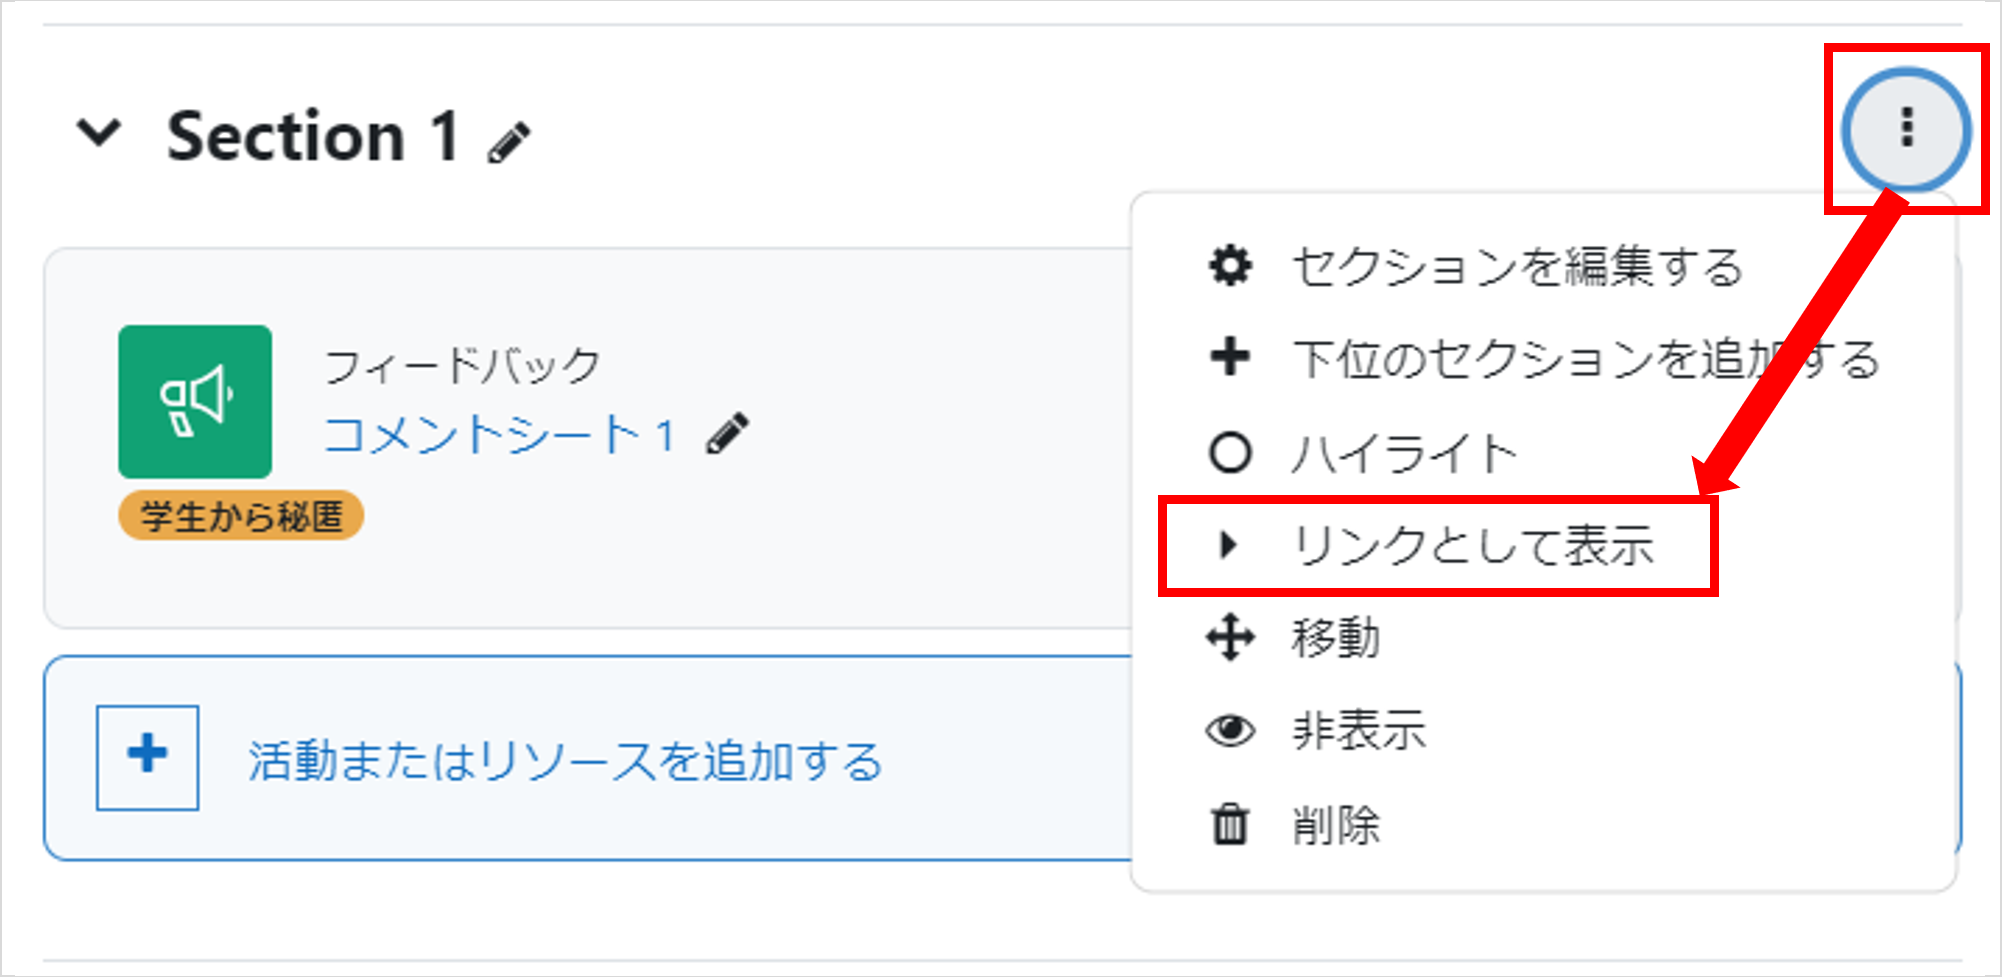 Section 1
フィードバック
コメントシート 1
学生から秘匿
活動またはリソースを追加する
セクションを編集する
下位のセクションを追加する
ハイライト
リンクとして表示
移動
非表示
削除